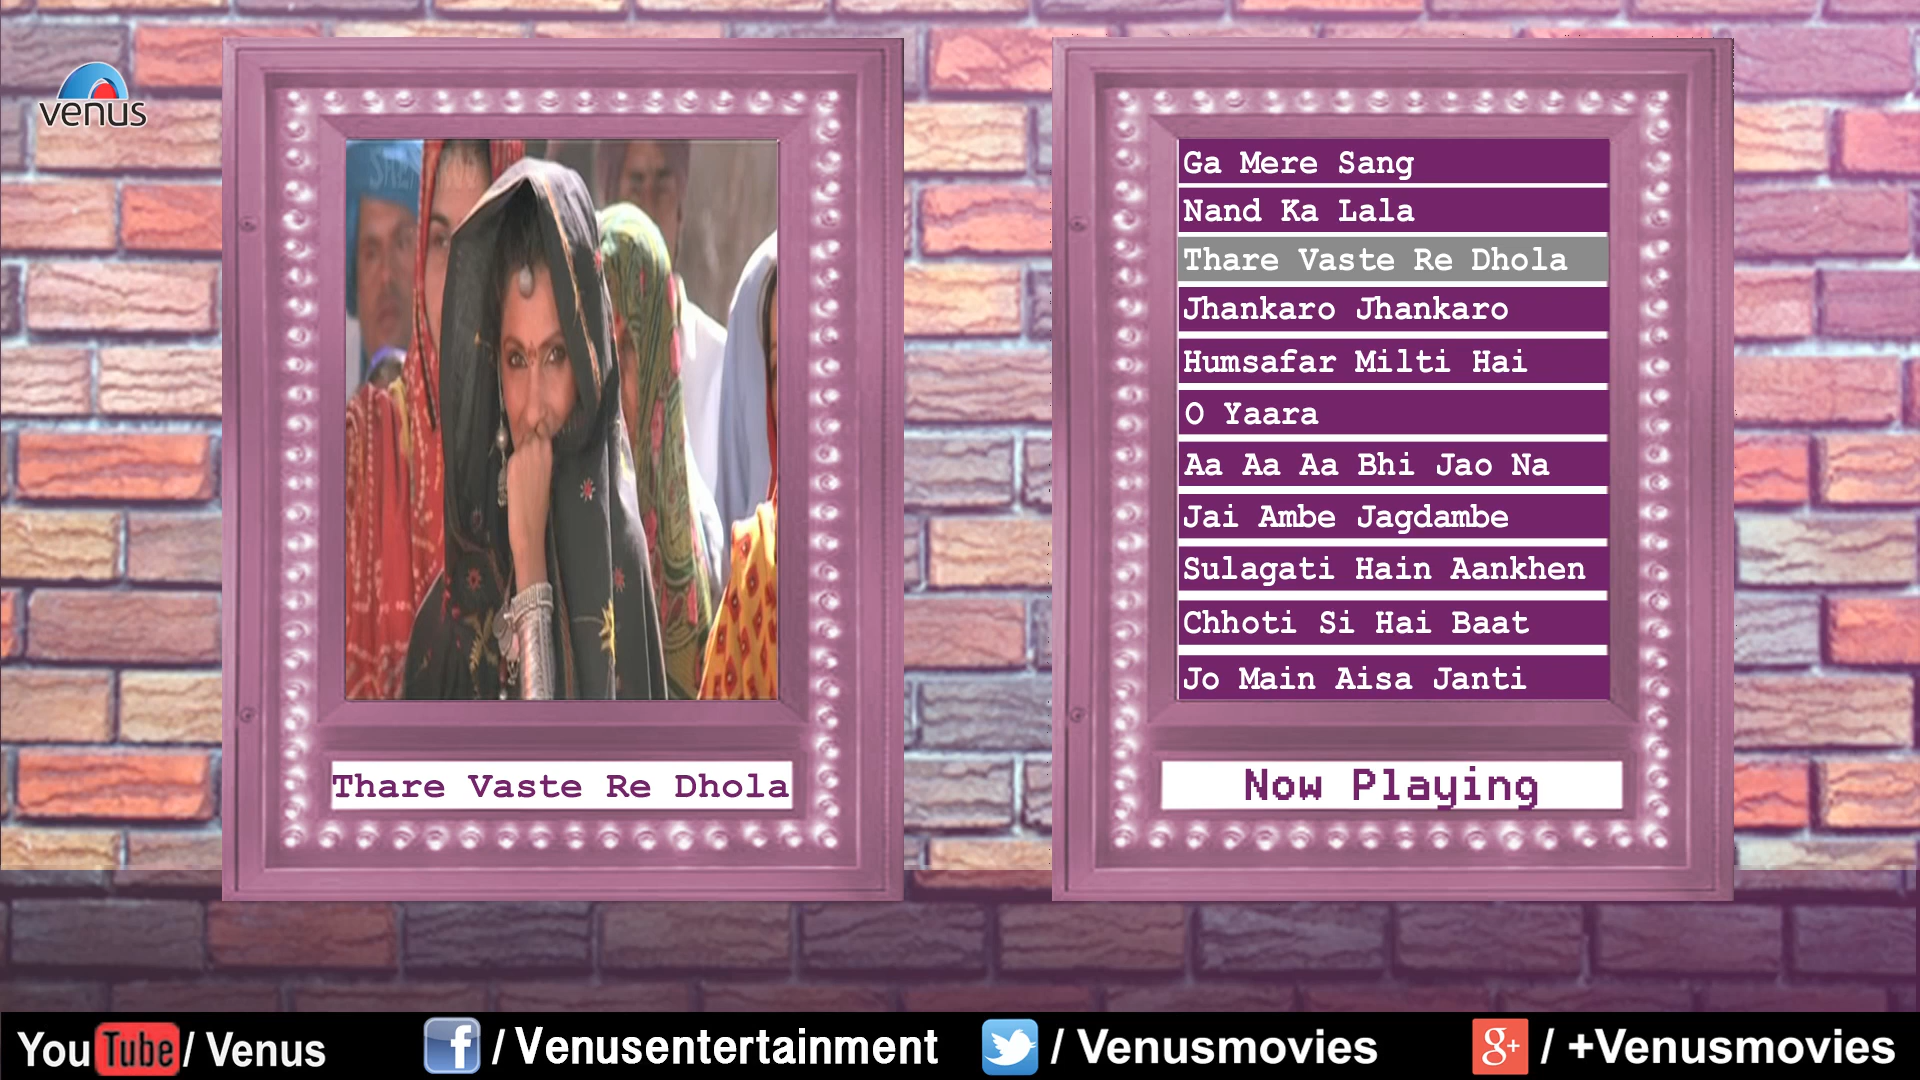 venus
Thare Vaste Re Dhola
Ga Mere Sang
Nand Ka Lala
Thare Vaste Re Dhola
Jhankaro Jhankaro
Humsafar Milti Hai
O Yaara
Aa Aa Aa Bhi Jao Na
Jai Ambe Jagdambe
Sulagati Hain Aankhen
Chhoti Si Hai Baat
Jo Main Aisa Janti
Now Playing
YouTube / Venus
f / Venusentertainment
/ Venusmovies
g+ / +Venusmovies